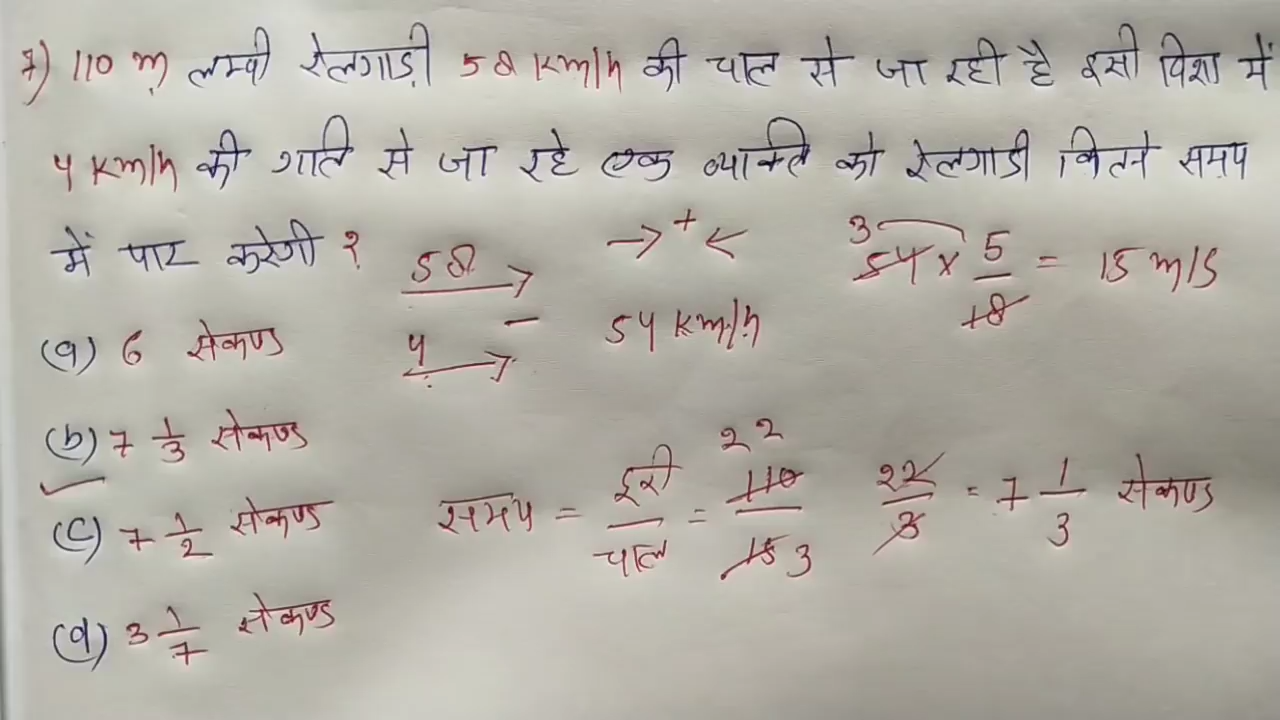 7) 110 m लम्बी रेलगाड़ी 58 km/h की चाल से जा रही है इसी दिशा में
4 km/h की गति से जा रहे एक व्यक्ति को रेलगाडी कितने समय
में पार करेगी ?
58 → + ←
54 × 5/18 = 15 m/s
3
(a) 6 सेकण्ड
4 − 54 km/h
(b) 7 1/3 सेकण्ड
(c) 7 1/2 सेकण्ड
समय = दूरी/चाल = 110/15 22 3 22/3 = 7 1/3 सेकण्ड
(d) 3 1/7 सेकण्ड